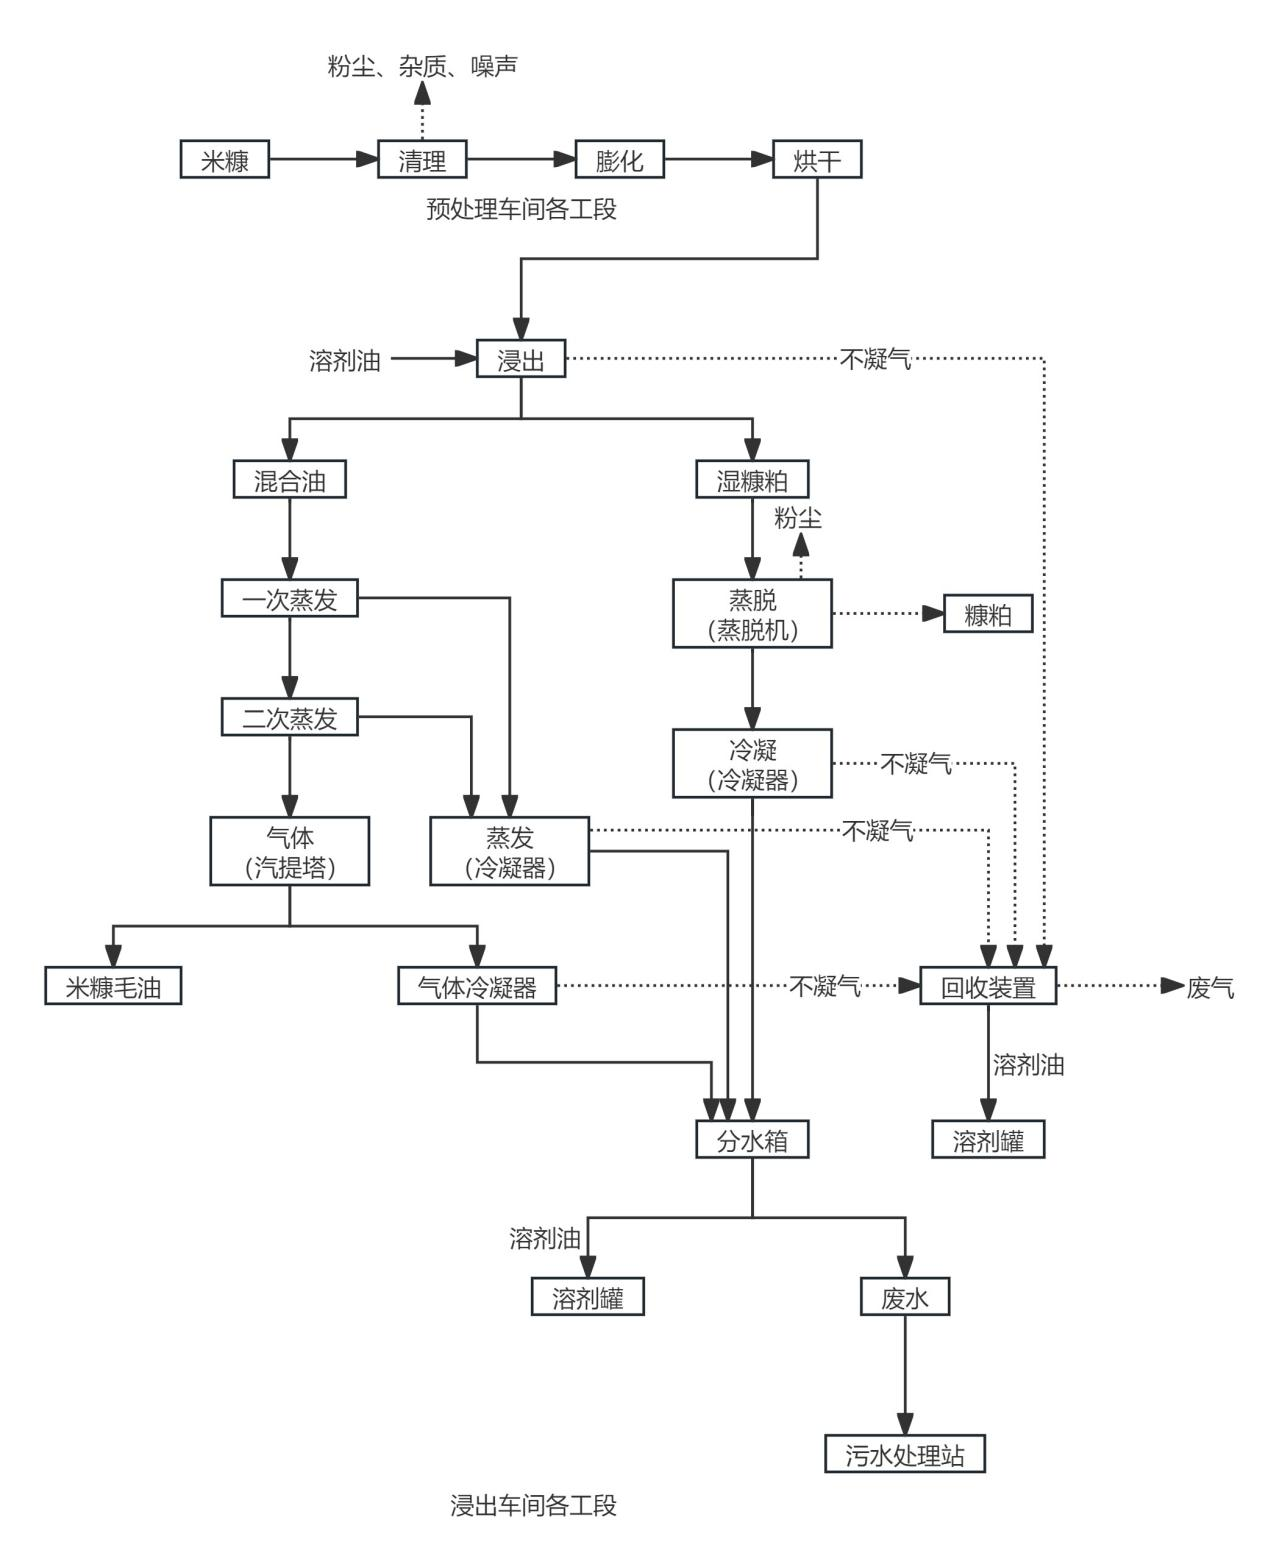 粉尘、杂质、噪声
米糠
清理
膨化
烘干
预处理车间各工段
溶剂油
浸出
不凝气
混合油
湿糠粕
粉尘
一次蒸发
蒸脱
(蒸脱机)
糠粕
二次蒸发
冷凝
(冷凝器)
不凝气
气体
(汽提塔)
蒸发
(冷凝器)
不凝气
米糠毛油
气体冷凝器
不凝气
回收装置
废气
溶剂油
分水箱
溶剂罐
溶剂油
溶剂罐
废水
污水处理站
浸出车间各工段